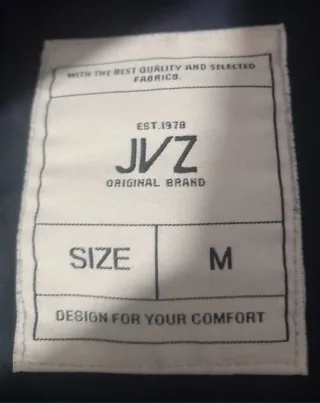 WITH THE BEST QUALITY AND SELECTED
FABRICS.
EST.1978
JVZ
ORIGINAL BRAND
SIZE M
DESIGN FOR YOUR COMFORT